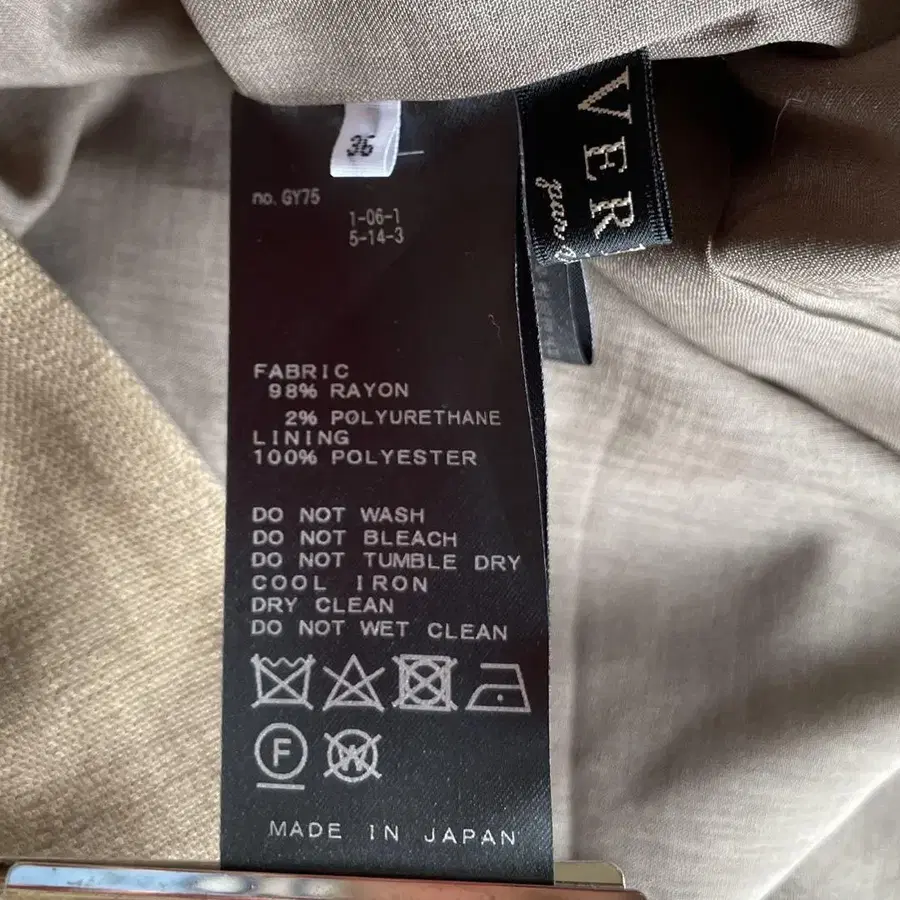 36
no. GY75
1-06-1
5-14-3
FABRIC
98% RAYON
2% POLYURETHANE
LINING
100% POLYESTER
DO NOT WASH
DO NOT BLEACH
DO NOT TUMBLE DRY
COOL IRON
DRY CLEAN
DO NOT WET CLEAN
F
W
MADE IN JAPAN
VER
par